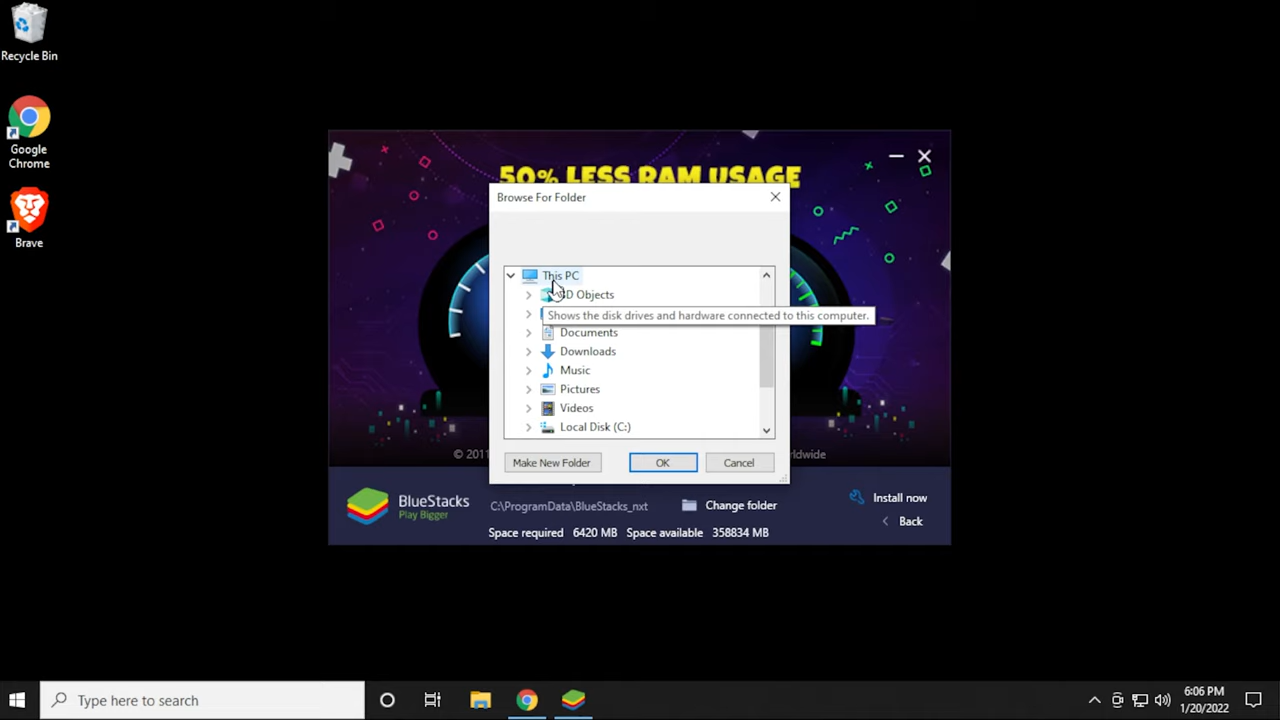 Recycle Bin
Google
Chrome
Brave
50% LESS RAM USAGE
Browse For Folder
This PC
3D Objects
Shows the disk drives and hardware connected to this computer.
Documents
Downloads
Music
Pictures
Videos
Local Disk (C:)
Make New Folder
OK
Cancel
© 2011
BlueStacks
Play Bigger
C:\ProgramData\BlueStacks_nxt
Change folder
Install now
Back
Space required 6420 MB Space available 358834 MB
Type here to search
6:06 PM
1/20/2022